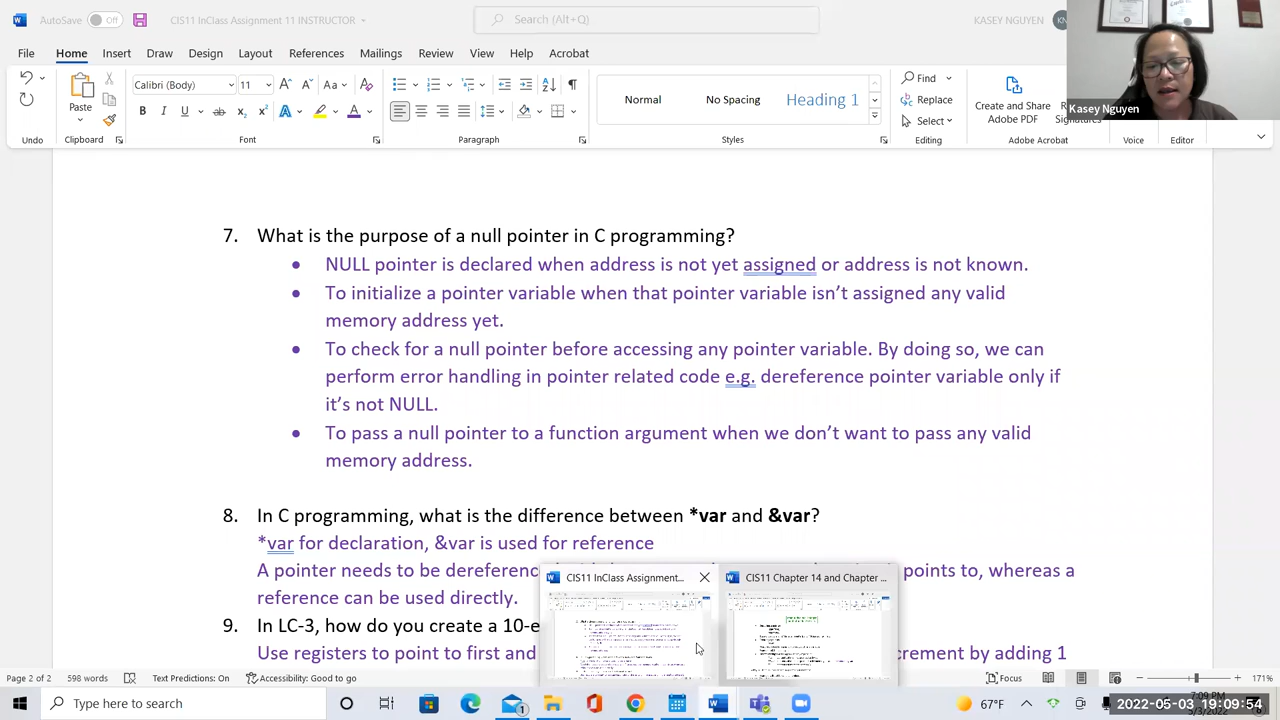 AutoSave Off
CIS11 InClass Assignment 11 INSTRUCTOR
Search (Alt+Q)
KASEY NGUYEN
File Home Insert Draw Design Layout References Mailings Review View Help Acrobat
Paste
Calibri (Body) 11
Normal
No Spacing
Heading 1
Find
Replace
Select
Create and Share
Adobe PDF
Signatures
Kasey Nguyen
Undo Clipboard Font Paragraph Styles Editing Adobe Acrobat Voice Editor
7. What is the purpose of a null pointer in C programming?
• NULL pointer is declared when address is not yet assigned or address is not known.
• To initialize a pointer variable when that pointer variable isn't assigned any valid
memory address yet.
• To check for a null pointer before accessing any pointer variable. By doing so, we can
perform error handling in pointer related code e.g. dereference pointer variable only if
it's not NULL.
• To pass a null pointer to a function argument when we don't want to pass any valid
memory address.
8. In C programming, what is the difference between *var and &var?
*var for declaration, &var is used for reference
A pointer needs to be dereferenc points to, whereas a
reference can be used directly.
9. In LC-3, how do you create a 10-e
Use registers to point to first and crement by adding 1
CIS11 InClass Assignment...
CIS11 Chapter 14 and Chapter ...
Page 2 of 2 598 words Text Predictions: On Accessibility: Good to go Focus 171%
Type here to search
67°F
7:09 PM
5/3/2022
2022-05-03 19:09:54